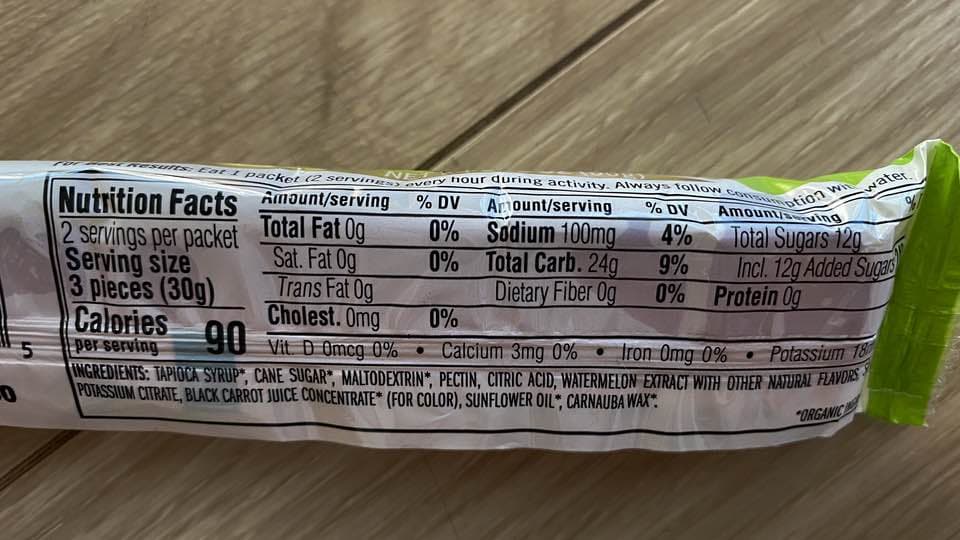 For Best Results: Eat 1 packet (2 servings) every hour during activity. Always follow consumption with water.
Nutrition Facts
2 servings per packet
Serving size
3 pieces (30g)
Calories
per serving
90
Amount/serving % DV
Total Fat 0g 0%
Sat. Fat 0g 0%
Trans Fat 0g
Cholest. 0mg 0%
Amount/serving % DV
Sodium 100mg 4%
Total Carb. 24g 9%
Dietary Fiber 0g 0%
Amount/serving %
Total Sugars 12g
Incl. 12g Added Sugars
Protein 0g
Vit. D 0mcg 0% • Calcium 3mg 0% • Iron 0mg 0% • Potassium
INGREDIENTS: TAPIOCA SYRUP*, CANE SUGAR*, MALTODEXTRIN*, PECTIN, CITRIC ACID, WATERMELON EXTRACT WITH OTHER NATURAL FLAVORS,
POTASSIUM CITRATE, BLACK CARROT JUICE CONCENTRATE* (FOR COLOR), SUNFLOWER OIL*, CARNAUBA WAX*.
*ORGANIC
5
0